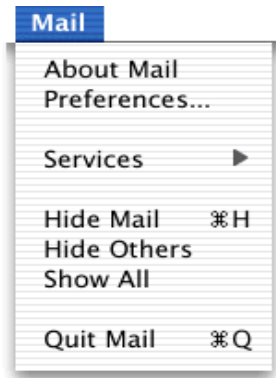 Mail
About Mail
Preferences...
Services
Hide Mail ⌘H
Hide Others
Show All
Quit Mail ⌘Q